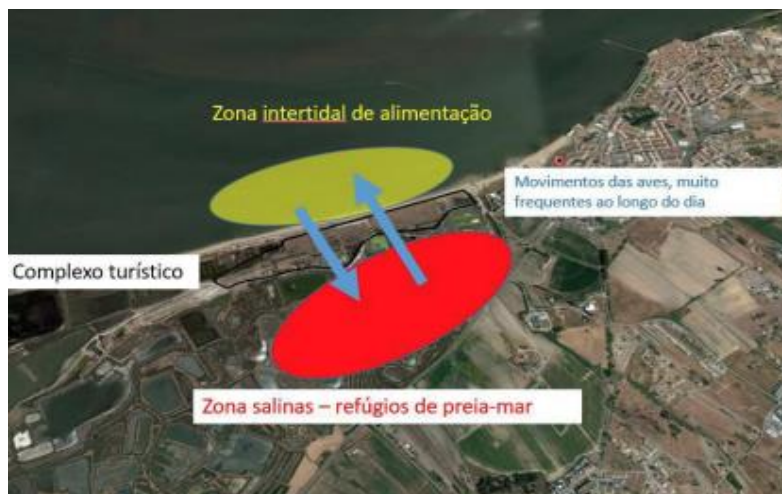 Zona intertidal de alimentação
Movimentos das aves, muito
frequentes ao longo do dia
Complexo turístico
Zona salinas – refúgios de preia-mar